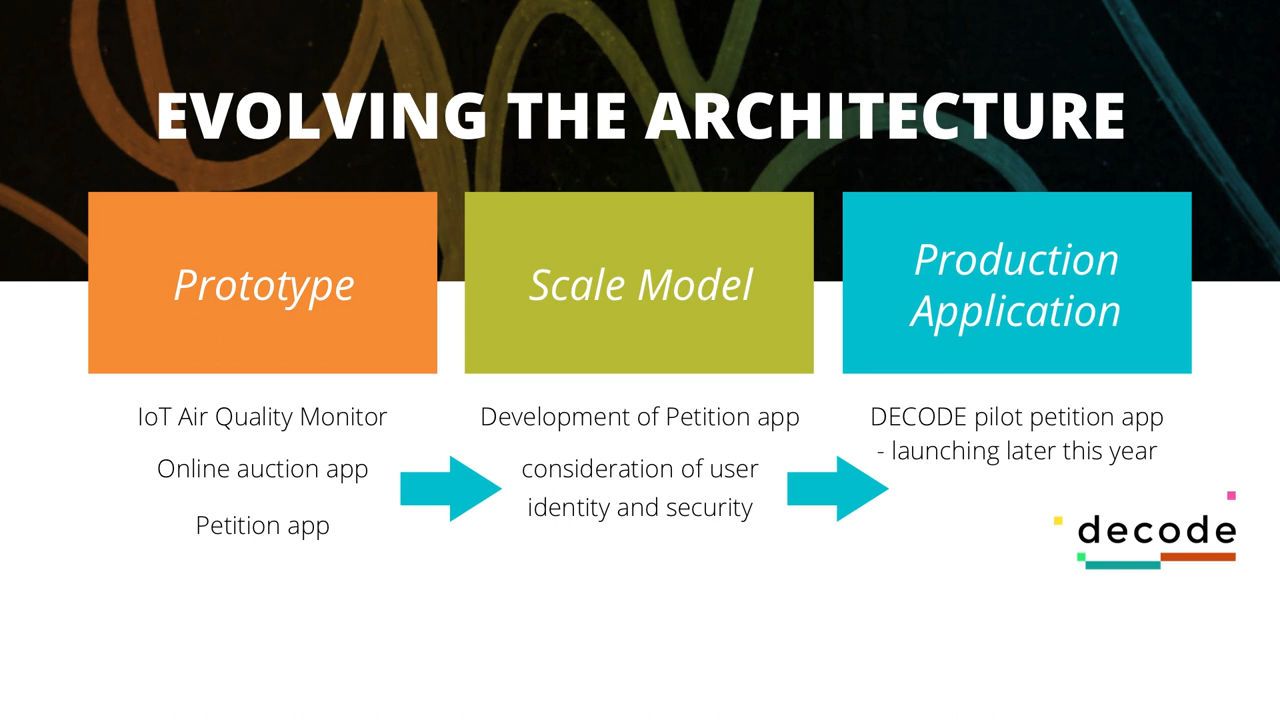 EVOLVING THE ARCHITECTURE
Prototype
IoT Air Quality Monitor
Online auction app
Petition app
Scale Model
Development of Petition app
consideration of user
identity and security
Production
Application
DECODE pilot petition app
- launching later this year
decode